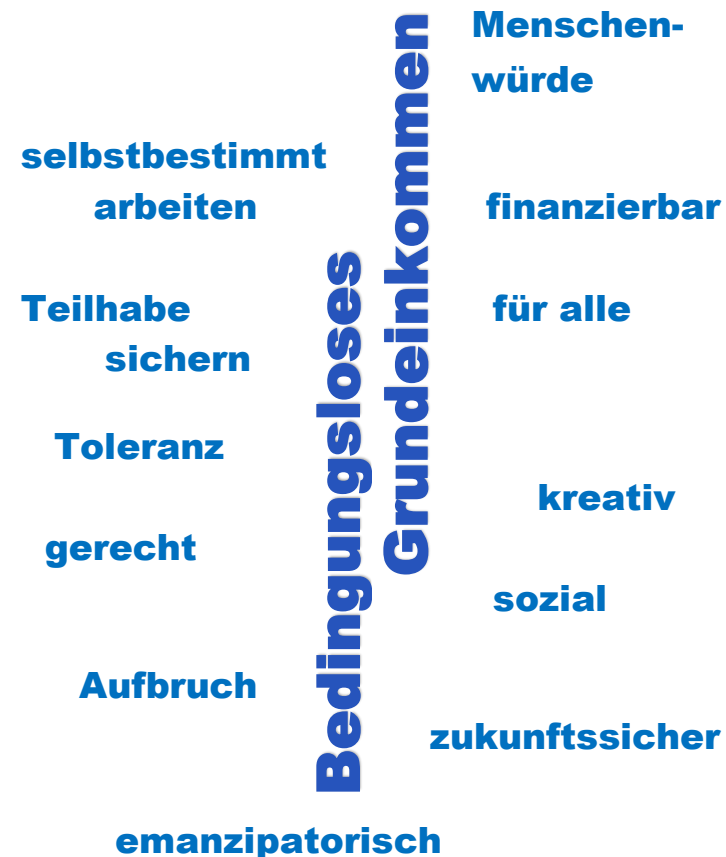 Menschen-
würde
selbstbestimmt
arbeiten
finanzierbar
Teilhabe
sichern
für alle
Bedingungsloses
Grundeinkommen
Toleranz
kreativ
gerecht
sozial
Aufbruch
zukunftssicher
emanzipatorisch